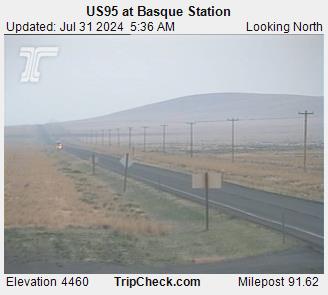 US95 at Basque Station
Updated: Jul 31 2024 5:36 AM Looking North
Elevation 4460 TripCheck.com Milepost 91.62